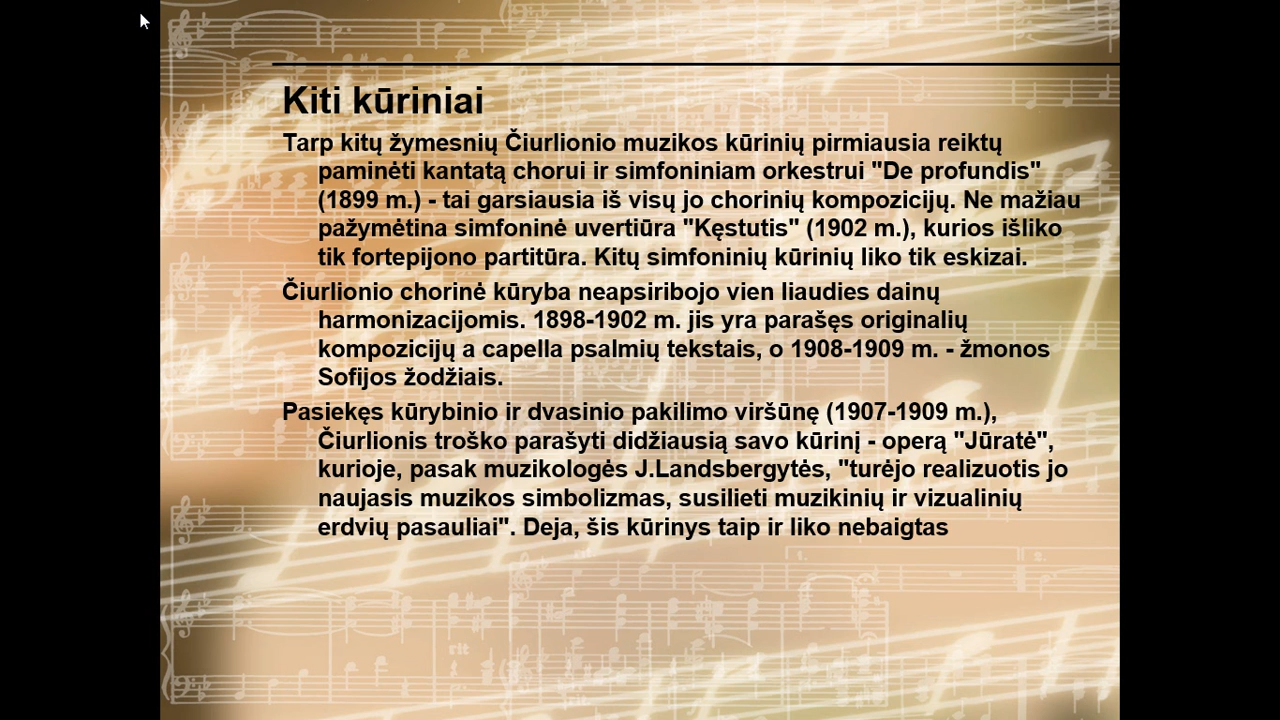 Kiti kūriniai
Tarp kitų žymesnių Čiurlionio muzikos kūrinių pirmiausia reiktų
paminėti kantatą chorui ir simfoniniam orkestrui "De profundis"
(1899 m.) - tai garsiausia iš visų jo chorinių kompozicijų. Ne mažiau
pažymėtina simfoninė uvertiūra "Kęstutis" (1902 m.), kurios išliko
tik fortepijono partitūra. Kitų simfoninių kūrinių liko tik eskizai.
Čiurlionio chorinė kūryba neapsiribojo vien liaudies dainų
harmonizacijomis. 1898-1902 m. jis yra parašęs originalių
kompozicijų a capella psalmių tekstais, o 1908-1909 m. - žmonos
Sofijos žodžiais.
Pasiekęs kūrybinio ir dvasinio pakilimo viršūnę (1907-1909 m.),
Čiurlionis troško parašyti didžiausią savo kūrinį - operą "Jūratė",
kurioje, pasak muzikologės J.Landsbergytės, "turėjo realizuotis jo
naujasis muzikos simbolizmas, susilieti muzikinių ir vizualinių
erdvių pasauliai". Deja, šis kūrinys taip ir liko nebaigtas
rit